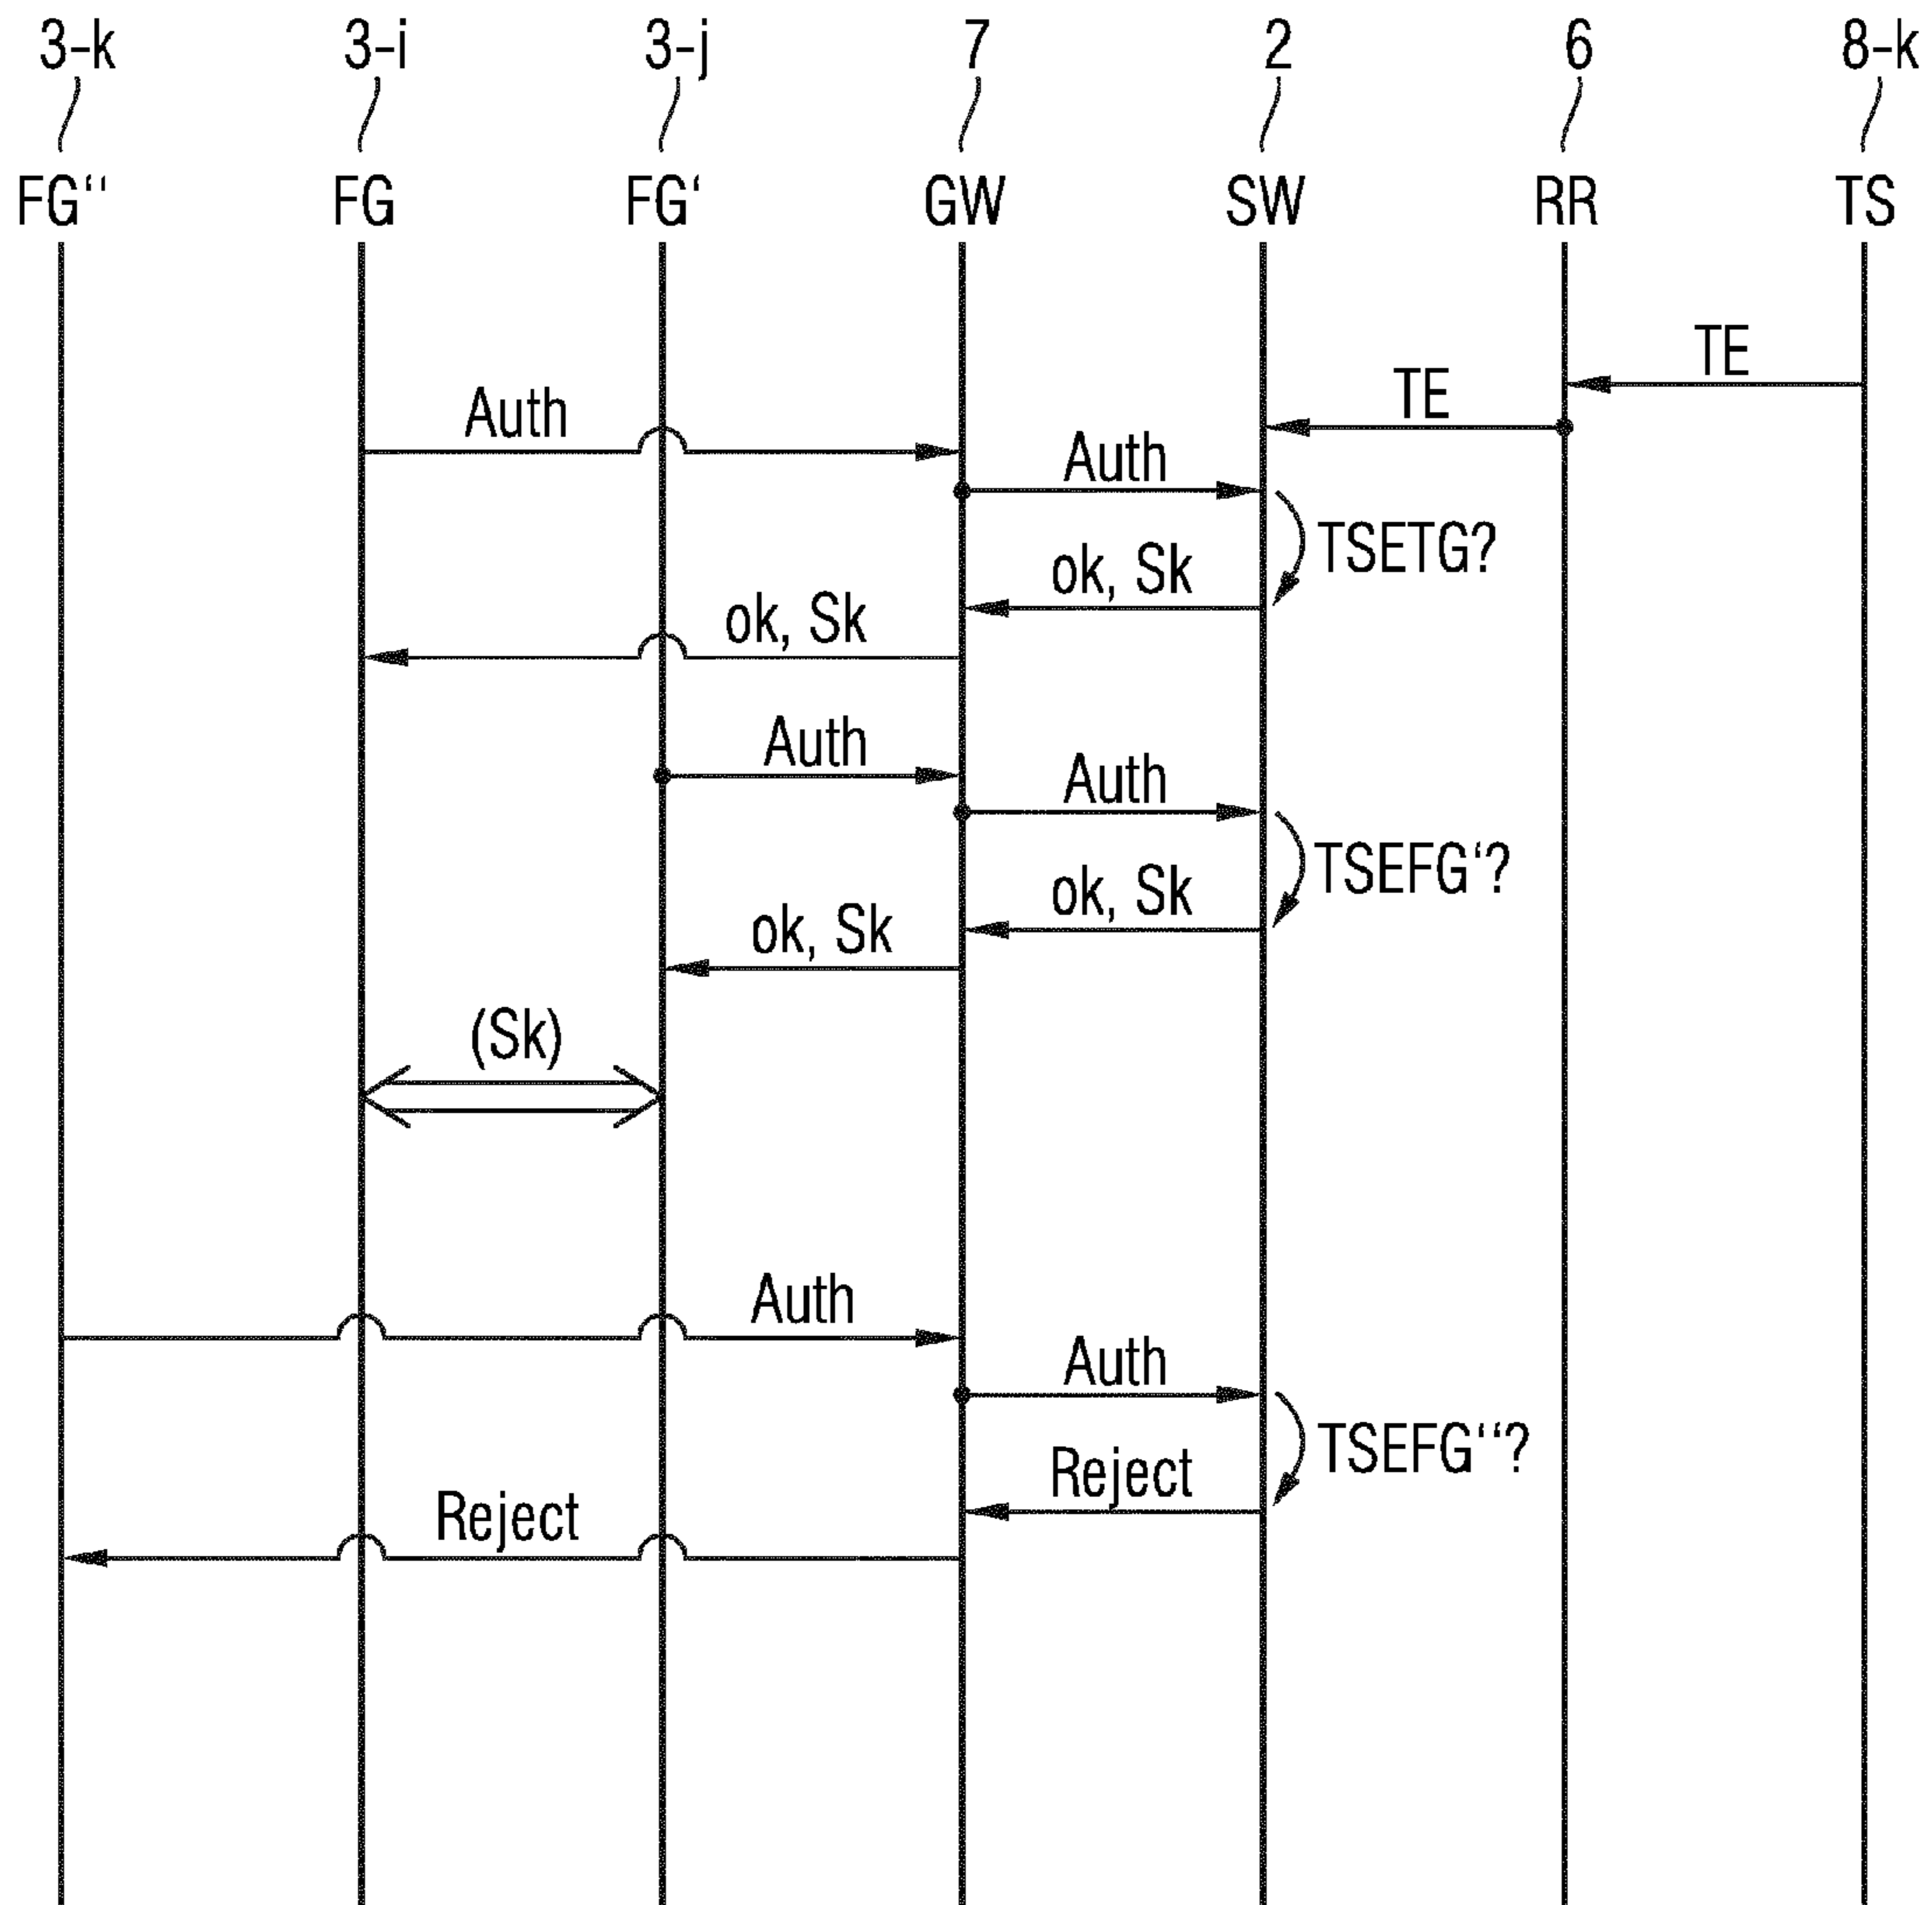 3-k 3-i 3-j 7 2 6 8-k
FG“ FG FG‘ GW SW RR TS
TE
TE
Auth
Auth
TSETG?
ok, Sk
ok, Sk
Auth
Auth
TSEFG‘?
ok, Sk
ok, Sk
(Sk)
Auth
Auth
TSEFG“?
Reject
Reject